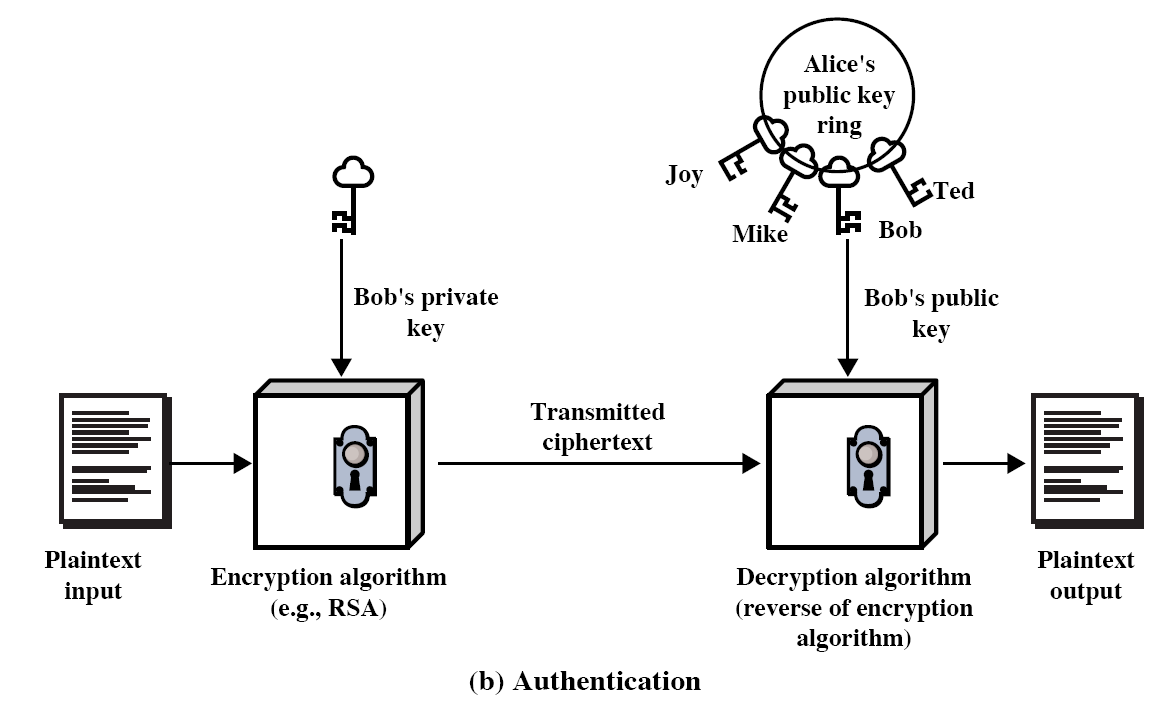 Alice's
public key
ring
Joy
Ted
Mike
Bob
Bob's private
key
Bob's public
key
Transmitted
ciphertext
Plaintext
input
Encryption algorithm
(e.g., RSA)
Decryption algorithm
(reverse of encryption
algorithm)
Plaintext
output
(b) Authentication